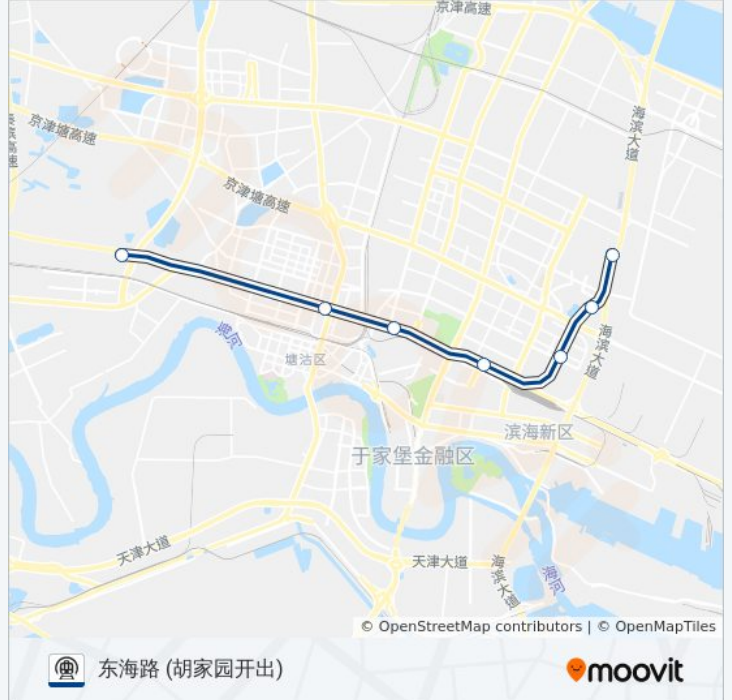 京津高速
海滨大道
京津塘高速
京津塘高速
海河
塘沽区
海滨大道
滨海新区
于家堡金融区
天津大道
天津大道
海滨大道
海河
© OpenStreetMap contributors | © OpenMapTiles
东海路 (胡家园开出)
moovit